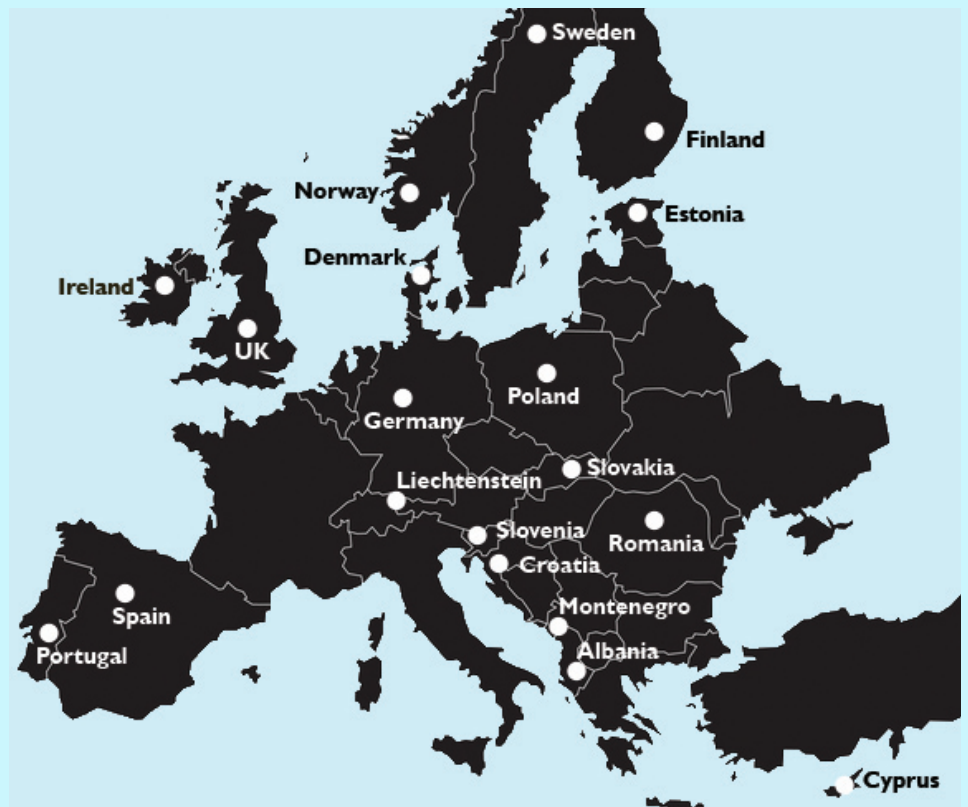 Sweden
Finland
Norway
Estonia
Denmark
Ireland
UK
Poland
Germany
Slovakia
Liechtenstein
Slovenia
Romania
Croatia
Montenegro
Spain
Albania
Portugal
Cyprus